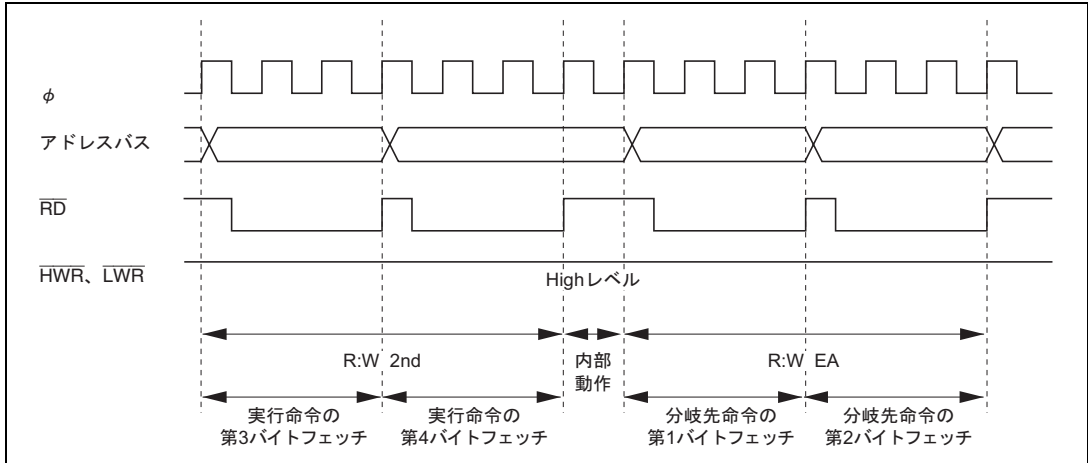 φ
アドレスバス
RD
HWR、LWR
Highレベル
R:W 2nd
内部
動作
R:W EA
実行命令の
第3バイトフェッチ
実行命令の
第4バイトフェッチ
分岐先命令の
第1バイトフェッチ
分岐先命令の
第2バイトフェッチ